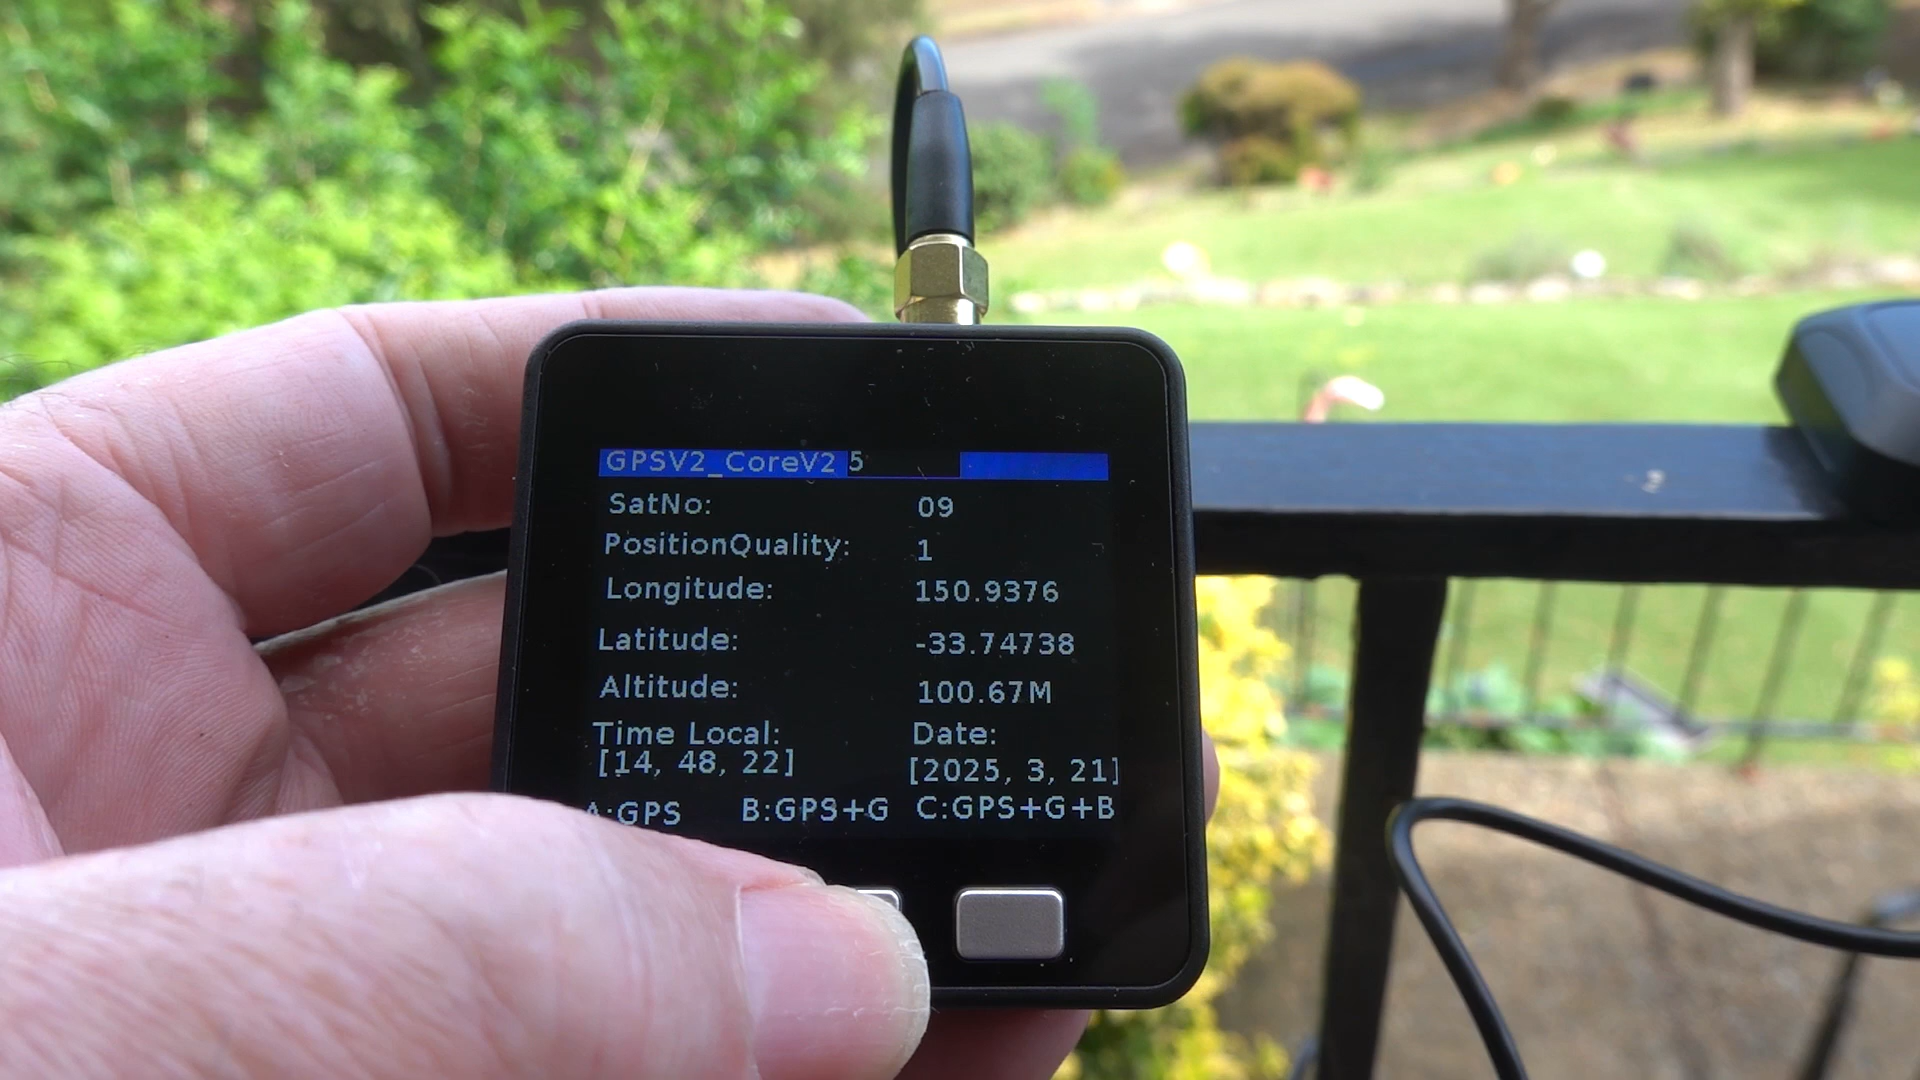 GPSV2_CoreV2 5
SatNo: 09
PositionQuality: 1
Longitude: 150.9376
Latitude: -33.74738
Altitude: 100.67M
Time Local: Date:
[14, 48, 22] [2025, 3, 21]
A:GPS B:GPS+G C:GPS+G+B